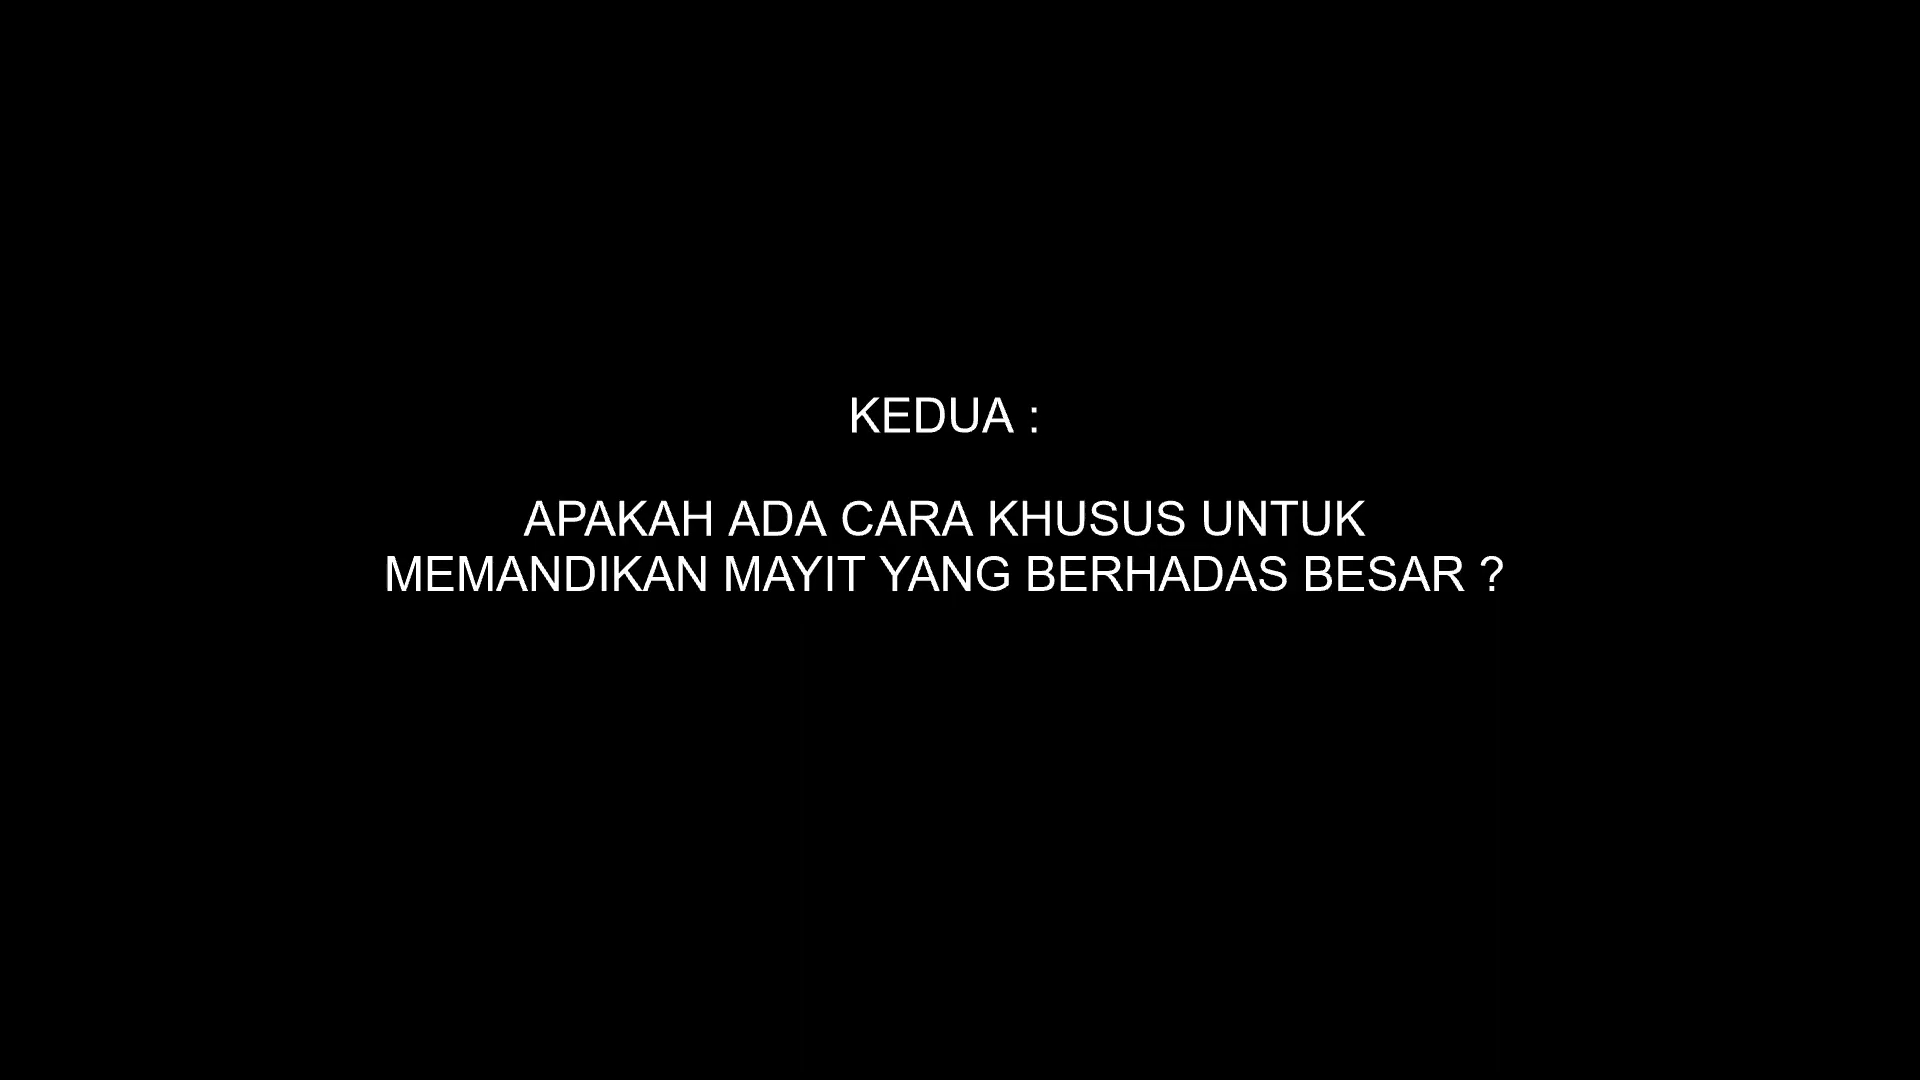 KEDUA :
APAKAH ADA CARA KHUSUS UNTUK
MEMANDIKAN MAYIT YANG BERHADAS BESAR ?